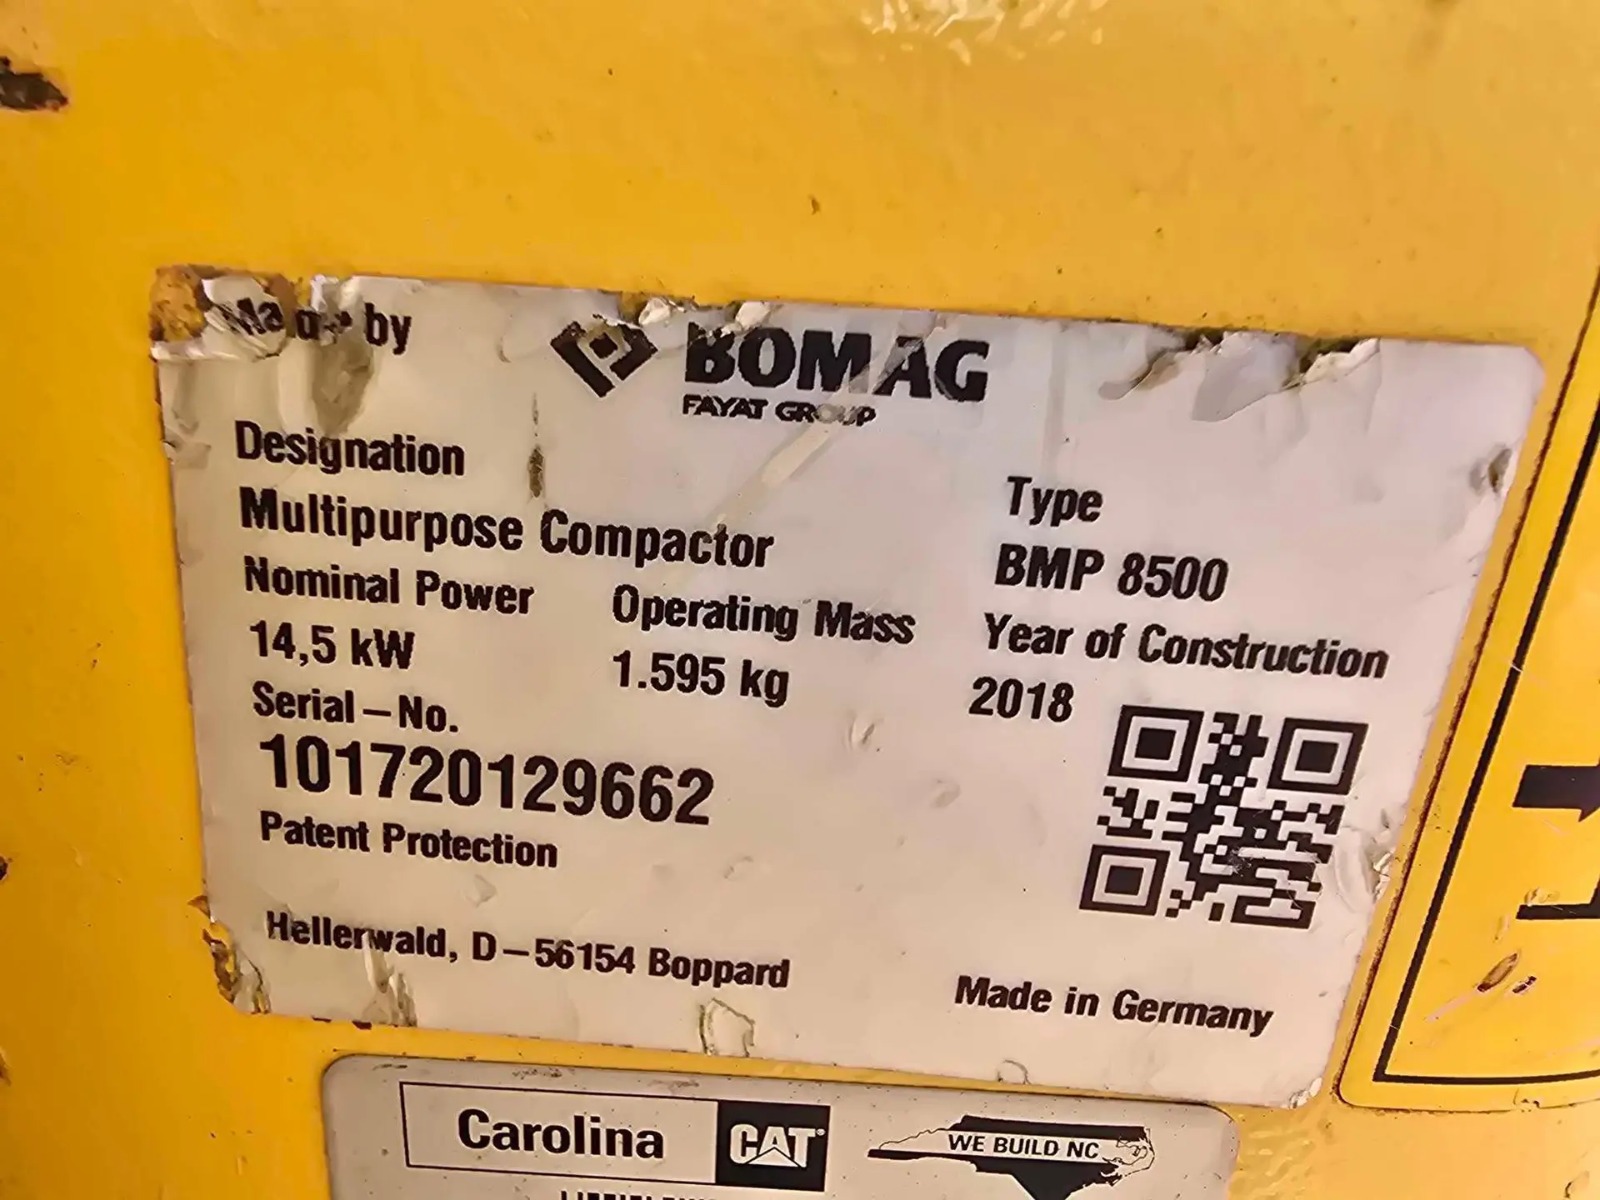 Made by
BOMAG
FAYAT GROUP
Designation
Multipurpose Compactor
Type
BMP 8500
Nominal Power
14,5 kW
Operating Mass
1.595 kg
Year of Construction
2018
Serial-No.
101720129662
Patent Protection
Hellerwald, D-56154 Boppard
Made in Germany
Carolina CAT
WE BUILD NC